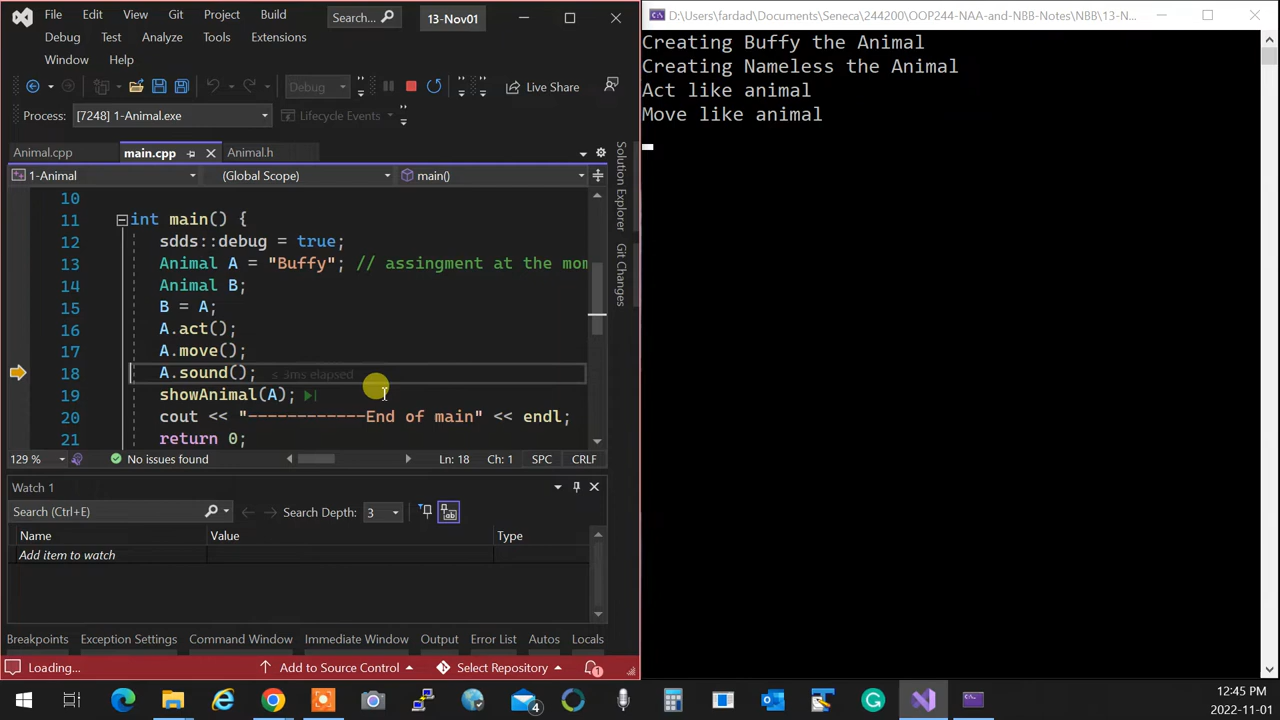 File Edit View Git Project Build Search... 13-Nov01
Debug Test Analyze Tools Extensions
Window Help
Debug Live Share
Process: [7248] 1-Animal.exe Lifecycle Events
Animal.cpp main.cpp Animal.h
1-Animal (Global Scope) main()
10
11 int main() {
12 sdds::debug = true;
13 Animal A = "Buffy"; // assingment at the mom
14 Animal B;
15 B = A;
16 A.act();
17 A.move();
18 A.sound(); ≤ 3ms elapsed
19 showAnimal(A);
20 cout << "------------End of main" << endl;
21 return 0;
129 % No issues found Ln: 18 Ch: 1 SPC CRLF
Watch 1
Search (Ctrl+E) Search Depth: 3
Name Value Type
Add item to watch
Breakpoints Exception Settings Command Window Immediate Window Output Error List Autos Locals
Loading... Add to Source Control Select Repository 1
Solution Explorer
Git Changes
D:\Users\fardad\Documents\Seneca\244200\OOP244-NAA-and-NBB-Notes\NBB\13-N...
Creating Buffy the Animal
Creating Nameless the Animal
Act like animal
Move like animal
4
12:45 PM
2022-11-01